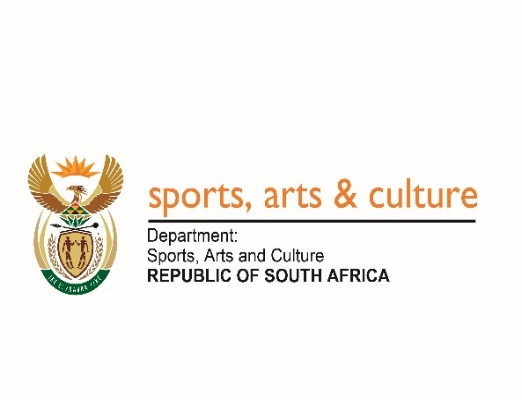 sports, arts & culture
Department:
Sports, Arts and Culture
REPUBLIC OF SOUTH AFRICA